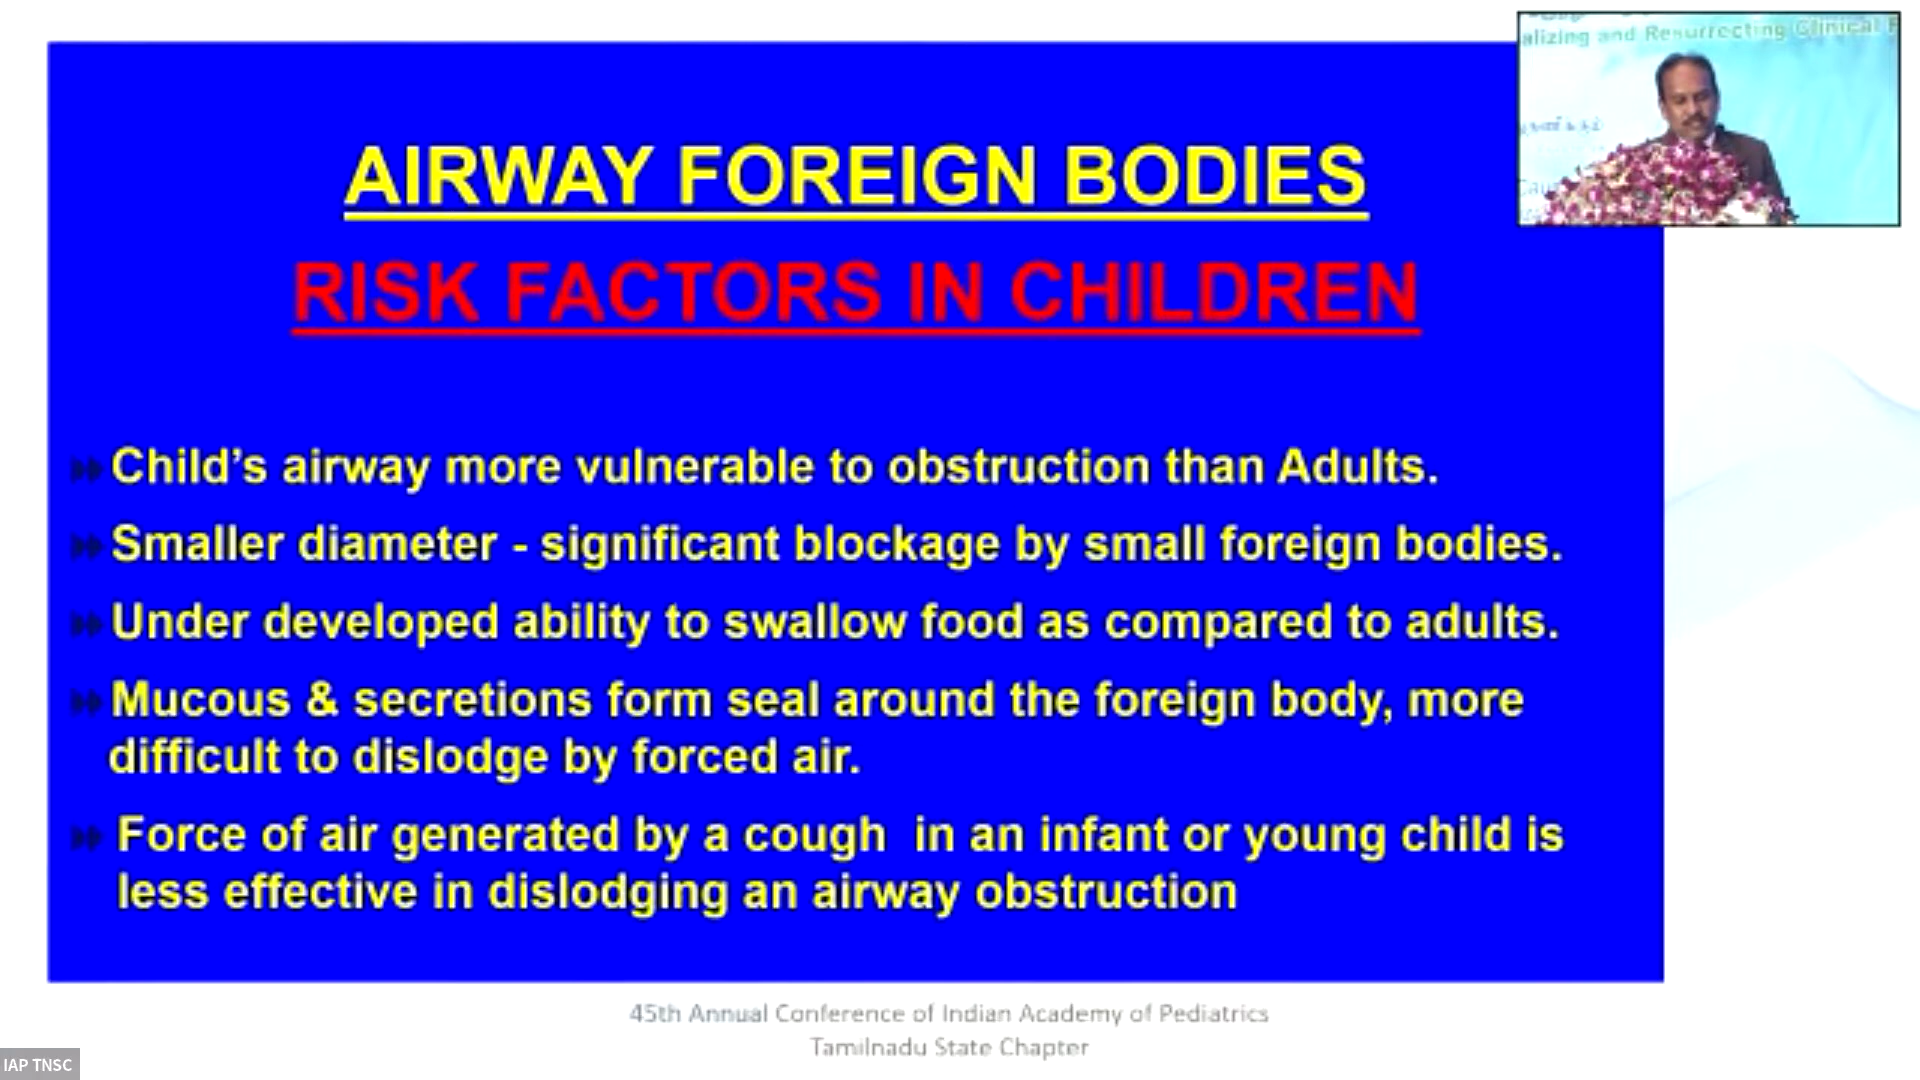 alizing and Resurrecting Clinical
AIRWAY FOREIGN BODIES
RISK FACTORS IN CHILDREN
Child’s airway more vulnerable to obstruction than Adults.
Smaller diameter - significant blockage by small foreign bodies.
Under developed ability to swallow food as compared to adults.
Mucous & secretions form seal around the foreign body, more
difficult to dislodge by forced air.
Force of air generated by a cough in an infant or young child is
less effective in dislodging an airway obstruction
45th Annual Conference of Indian Academy of Pediatrics
Tamilnadu State Chapter
IAP TNSC